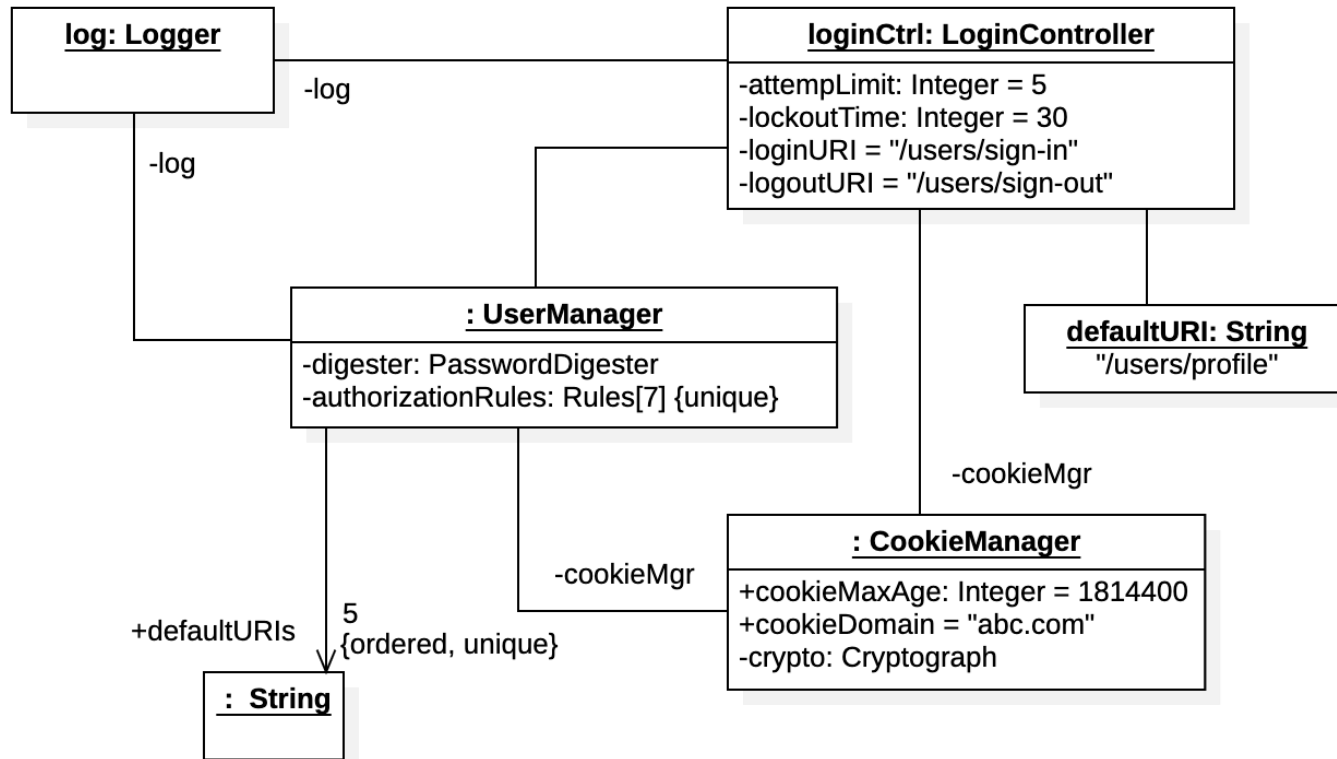 log: Logger
loginCtrl: LoginController
-attempLimit: Integer = 5
-lockoutTime: Integer = 30
-loginURI = "/users/sign-in"
-logoutURI = "/users/sign-out"
-log
-log
: UserManager
-digester: PasswordDigester
-authorizationRules: Rules[7] {unique}
defaultURI: String
"/users/profile"
-cookieMgr
: CookieManager
+cookieMaxAge: Integer = 1814400
+cookieDomain = "abc.com"
-crypto: Cryptograph
-cookieMgr
+defaultURIs
5
{ordered, unique}
: String